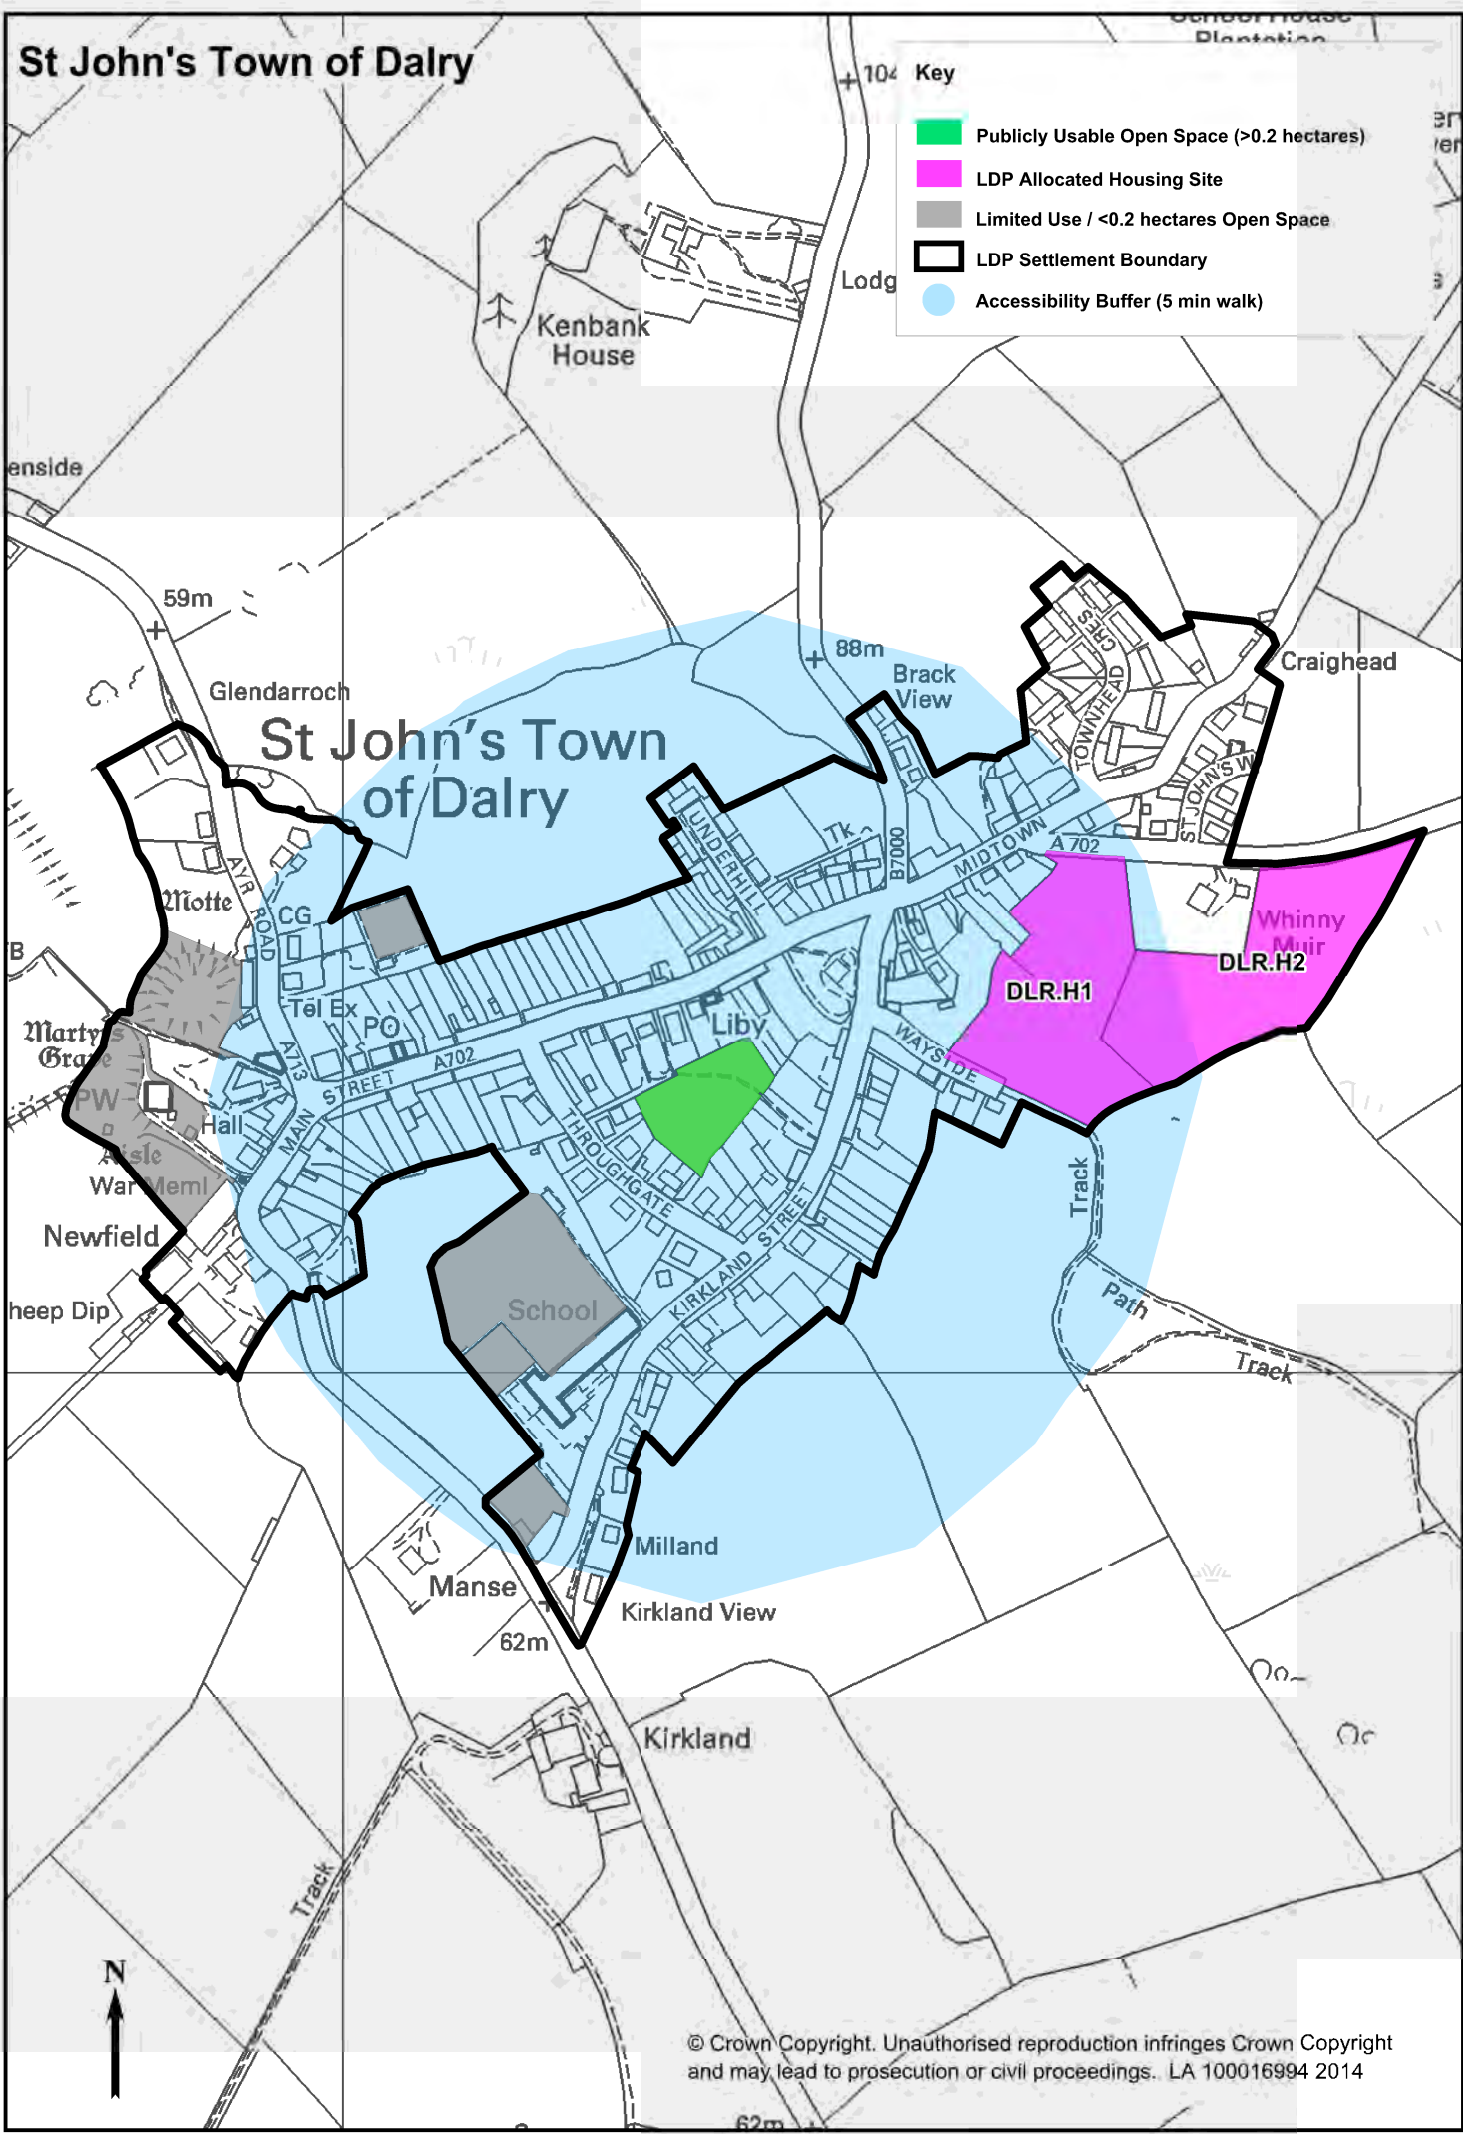 St John's Town of Dalry
Plantation
104
Key
Publicly Usable Open Space (>0.2 hectares)
LDP Allocated Housing Site
Limited Use / <0.2 hectares Open Space
LDP Settlement Boundary
Accessibility Buffer (5 min walk)
Lodg
Kenbank
House
enside
59m
88m
Brack
View
CRES
TOWNHEAD
Craighead
Glendarroch
St John's Town
of Dalry
UNDERHILL
Tk
B7000
MIDTOWN
A 702
ST JOHN'S W
AYR ROAD
Motte
CG
Whinny
Muir
DLR.H2
DLR.H1
B
Tel Ex
PO
Liby
Martyrs
Grave
A713
MAIN STREET
A702
WAYSIDE
PW
Hall
Aisle
War Meml
THROUGHGATE
Track
Newfield
KIRKLAND STREET
heep Dip
School
Path
Track
Milland
Manse
Kirkland View
62m
Kirkland
Track
N
© Crown Copyright. Unauthorised reproduction infringes Crown Copyright
and may lead to prosecution or civil proceedings. LA 100016994 2014
62m